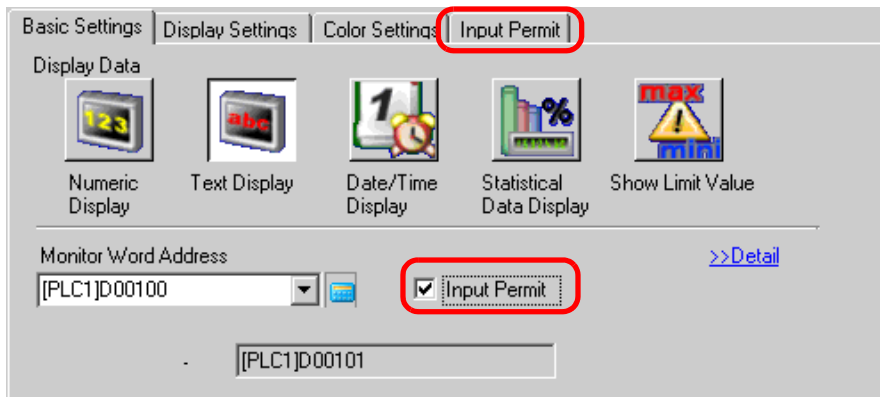 Basic Settings Display Settings Color Settings Input Permit
Display Data
123 abc 1 % max mini
Numeric Display Text Display Date/Time Display Statistical Data Display Show Limit Value
Monitor Word Address >>Detail
[PLC1]D00100 Input Permit
- [PLC1]D00101